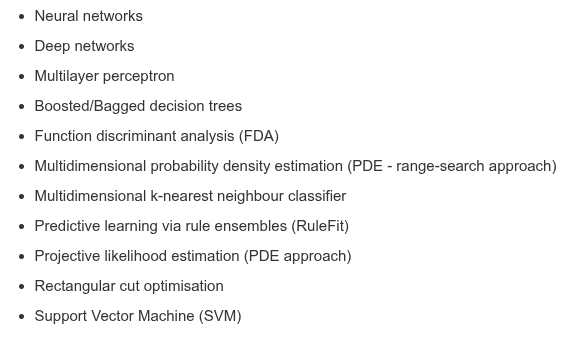 • Neural networks
• Deep networks
• Multilayer perceptron
• Boosted/Bagged decision trees
• Function discriminant analysis (FDA)
• Multidimensional probability density estimation (PDE - range-search approach)
• Multidimensional k-nearest neighbour classifier
• Predictive learning via rule ensembles (RuleFit)
• Projective likelihood estimation (PDE approach)
• Rectangular cut optimisation
• Support Vector Machine (SVM)